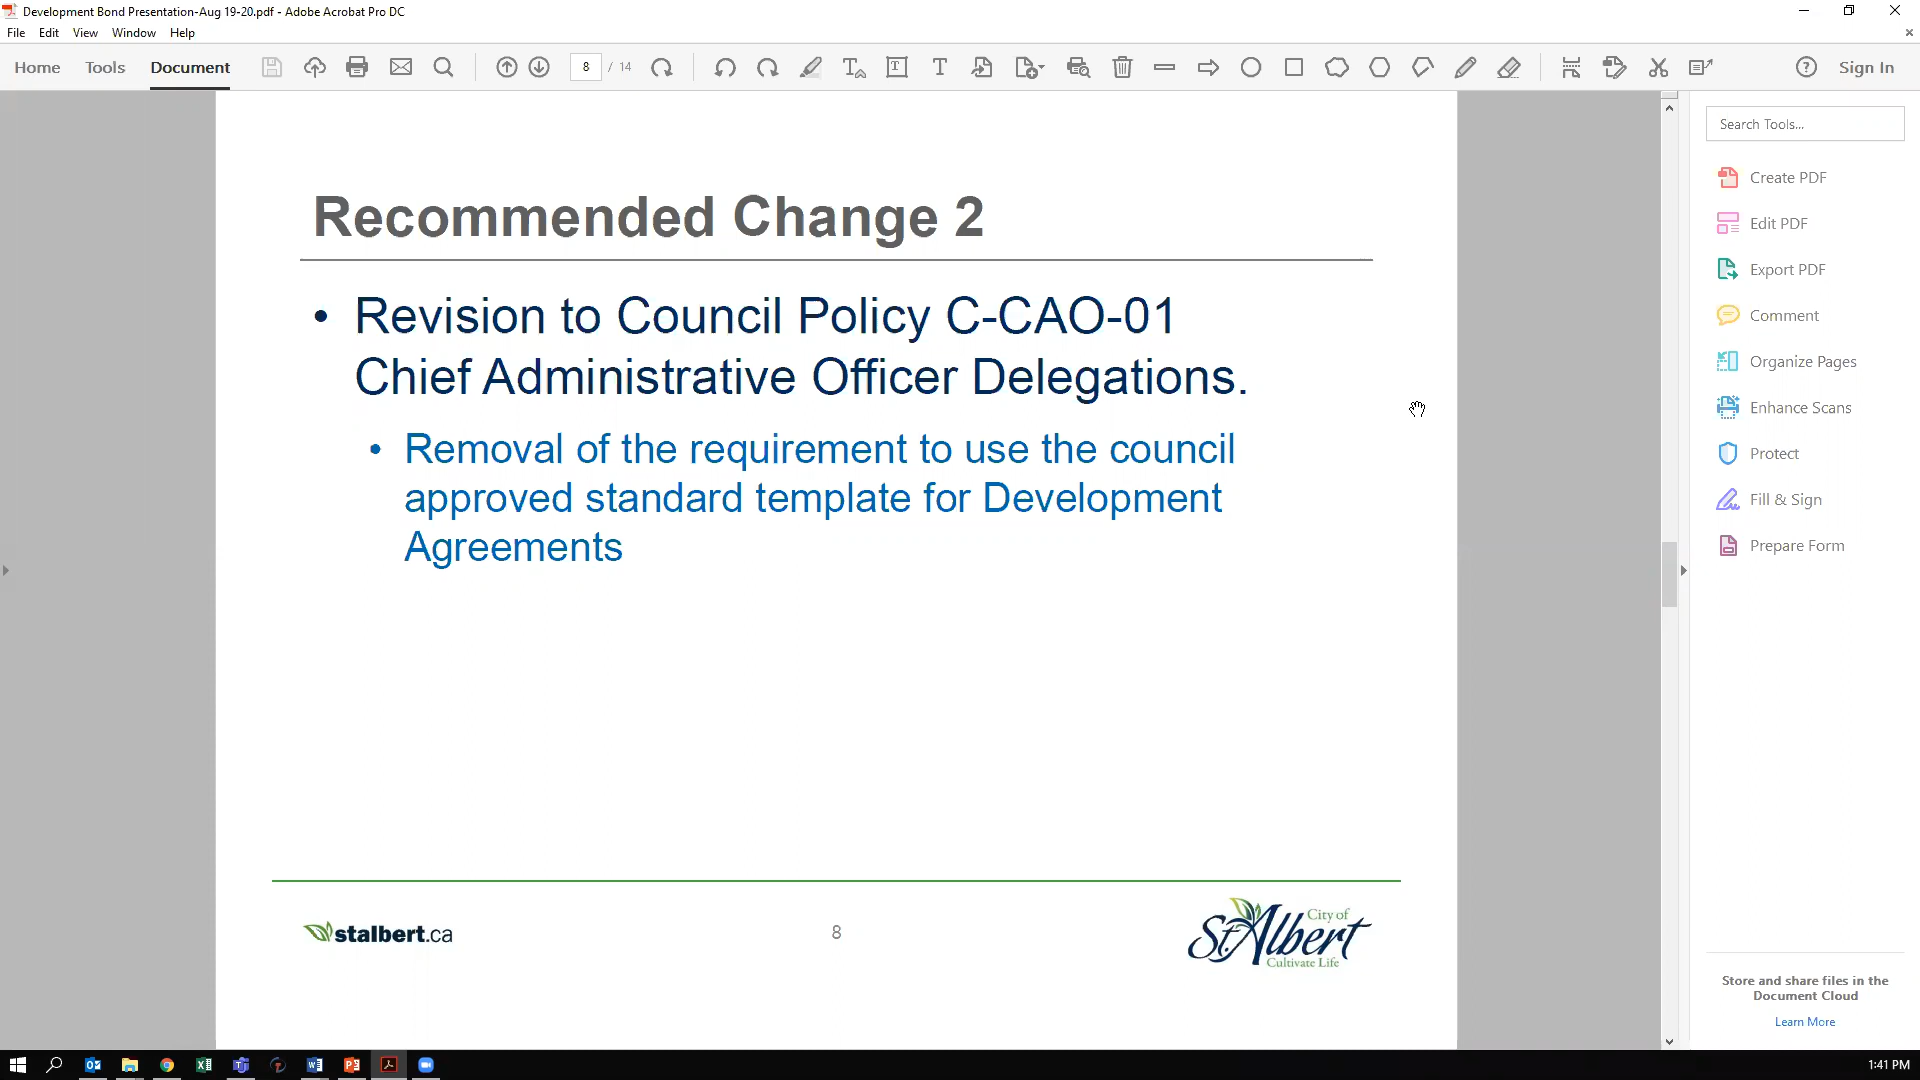 Development Bond Presentation-Aug 19-20.pdf - Adobe Acrobat Pro DC
File Edit View Window Help
Home Tools Document 8 / 14 Sign In
Search Tools...
Create PDF
Edit PDF
Export PDF
Comment
Organize Pages
Enhance Scans
Protect
Fill & Sign
Prepare Form
Store and share files in the
Document Cloud
Learn More
Recommended Change 2
• Revision to Council Policy C-CAO-01
Chief Administrative Officer Delegations.
• Removal of the requirement to use the council
approved standard template for Development
Agreements
stalbert.ca
8
City of
St. Albert
Cultivate Life
1:41 PM